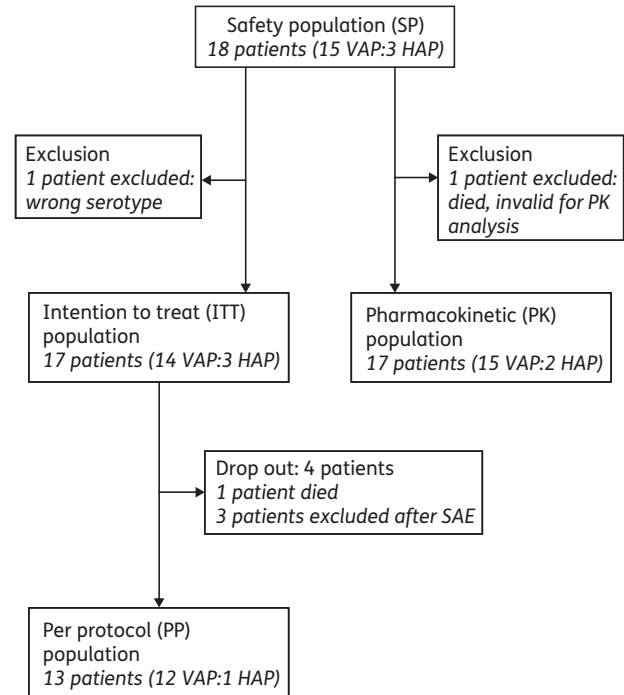 Safety population (SP)
18 patients (15 VAP:3 HAP)
Exclusion
1 patient excluded:
wrong serotype
Exclusion
1 patient excluded:
died, invalid for PK
analysis
Intention to treat (ITT)
population
17 patients (14 VAP:3 HAP)
Pharmacokinetic (PK)
population
17 patients (15 VAP:2 HAP)
Drop out: 4 patients
1 patient died
3 patients excluded after SAE
Per protocol (PP)
population
13 patients (12 VAP:1 HAP)